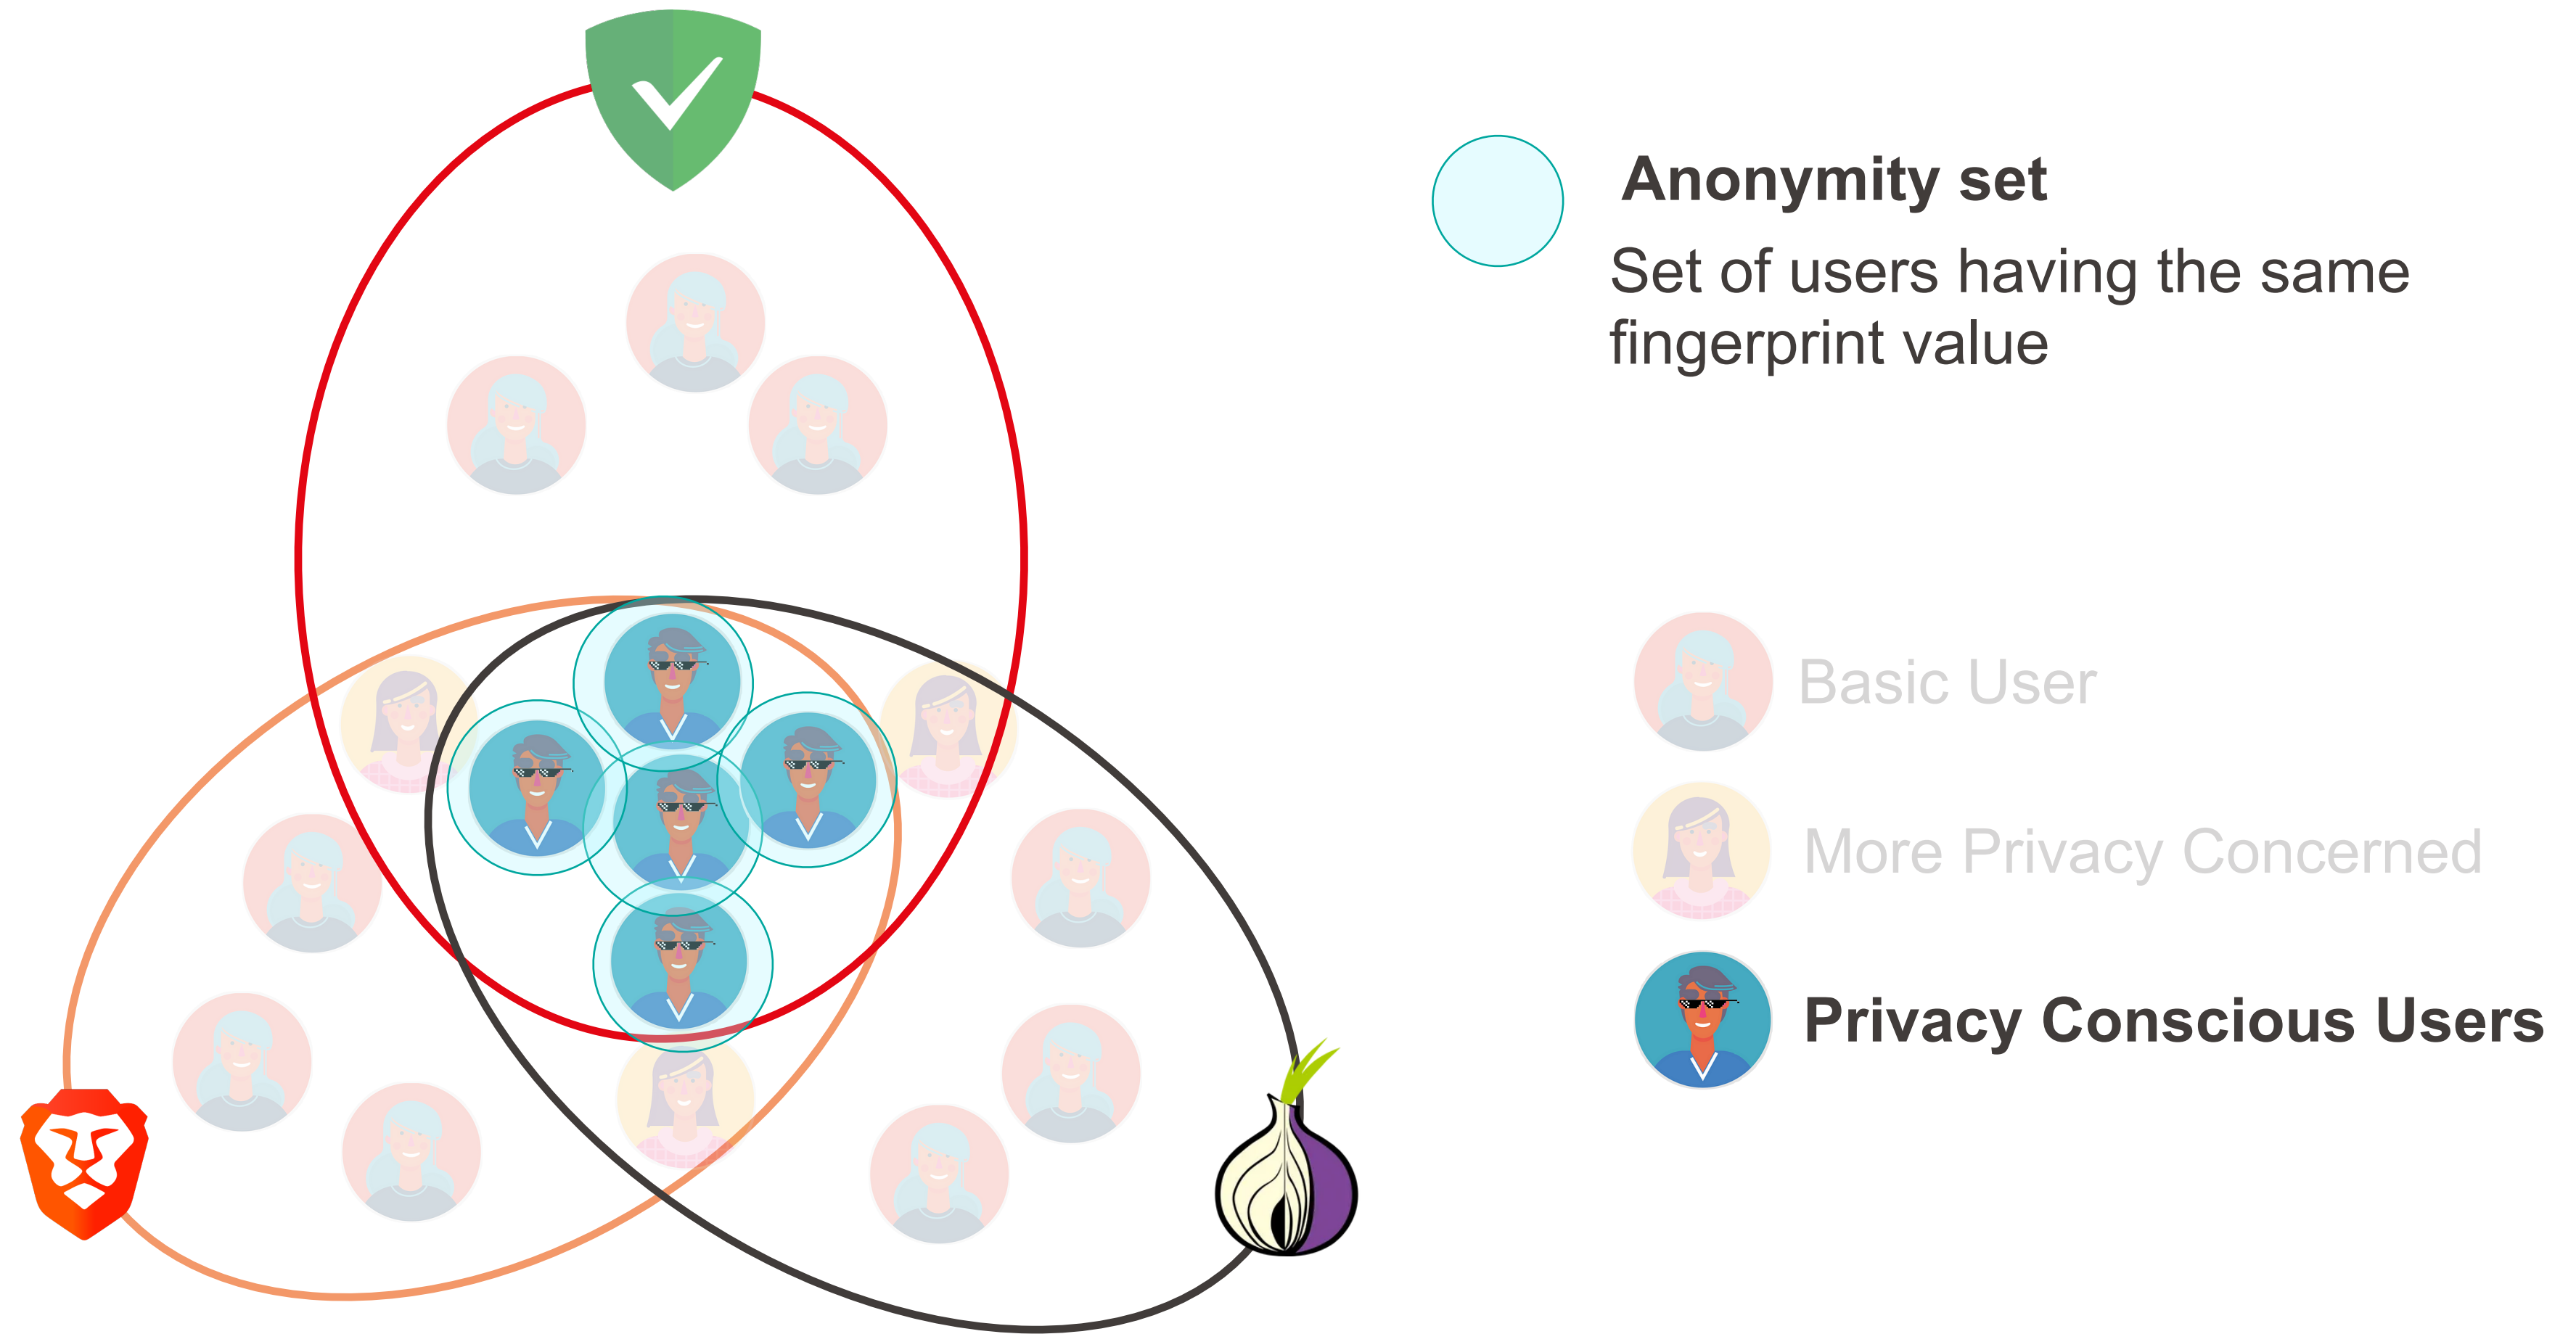 Anonymity set
Set of users having the same
fingerprint value
Basic User
More Privacy Concerned
Privacy Conscious Users